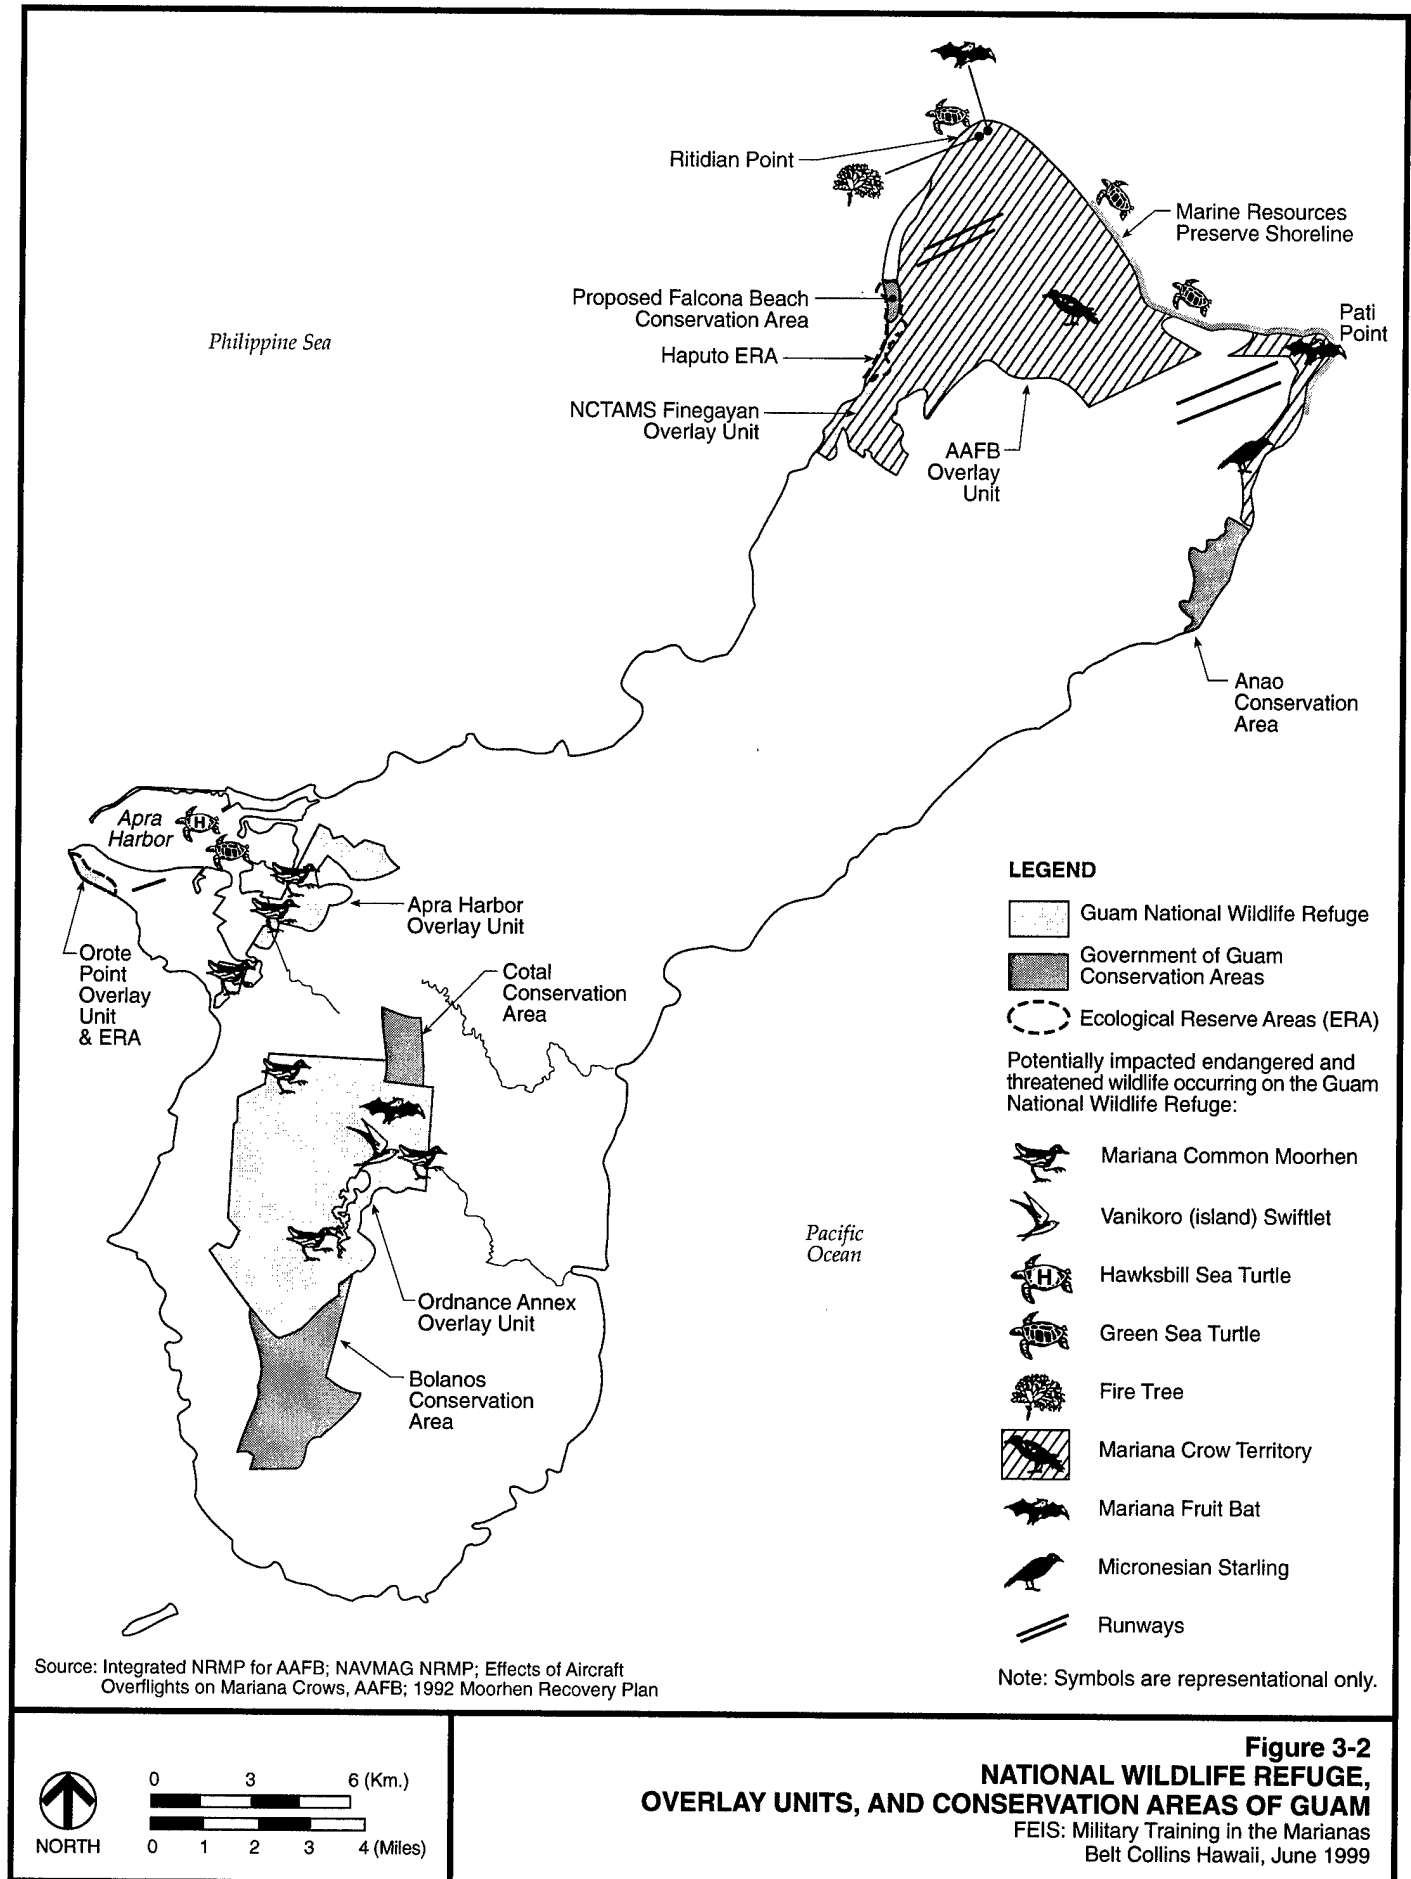 Ritidian Point
Marine Resources
Preserve Shoreline
Proposed Falcona Beach
Conservation Area
Pati
Point
Philippine Sea
Haputo ERA
NCTAMS Finegayan
Overlay Unit
AAFB
Overlay
Unit
Anao
Conservation
Area
Apra
Harbor
H
Apra Harbor
Overlay Unit
Orote
Point
Overlay
Unit
& ERA
Cotal
Conservation
Area
Pacific
Ocean
Ordnance Annex
Overlay Unit
Bolanos
Conservation
Area
LEGEND
Guam National Wildlife Refuge
Government of Guam
Conservation Areas
Ecological Reserve Areas (ERA)
Potentially impacted endangered and
threatened wildlife occurring on the Guam
National Wildlife Refuge:
Mariana Common Moorhen
Vanikoro (island) Swiftlet
H
Hawksbill Sea Turtle
Green Sea Turtle
Fire Tree
Mariana Crow Territory
Mariana Fruit Bat
Micronesian Starling
Runways
Source: Integrated NRMP for AAFB; NAVMAG NRMP; Effects of Aircraft
Overflights on Mariana Crows, AAFB; 1992 Moorhen Recovery Plan
Note: Symbols are representational only.
NORTH
0 3 6 (Km.)
0 1 2 3 4 (Miles)
Figure 3-2
NATIONAL WILDLIFE REFUGE,
OVERLAY UNITS, AND CONSERVATION AREAS OF GUAM
FEIS: Military Training in the Marianas
Belt Collins Hawaii, June 1999